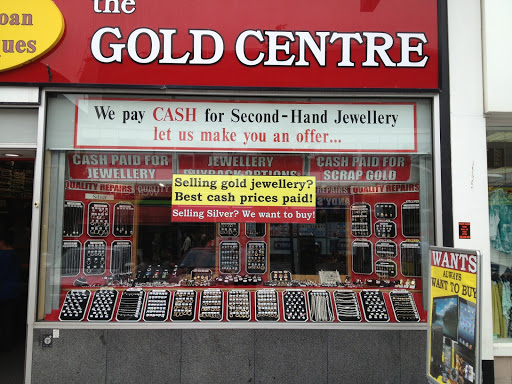 oan
ques
the
GOLD CENTRE
We pay CASH for Second-Hand Jewellery
let us make you an offer...
CASH PAID FOR
JEWELLERY
JEWELLERY
BUYBACK OPTIONS
CASH PAID FOR
SCRAP GOLD
QUALITY REPAIRS
QUALITY REPAIRS
Selling gold jewellery?
Best cash prices paid!
Selling Silver? We want to buy!
WANTS
ALWAYS
WANT TO BUY